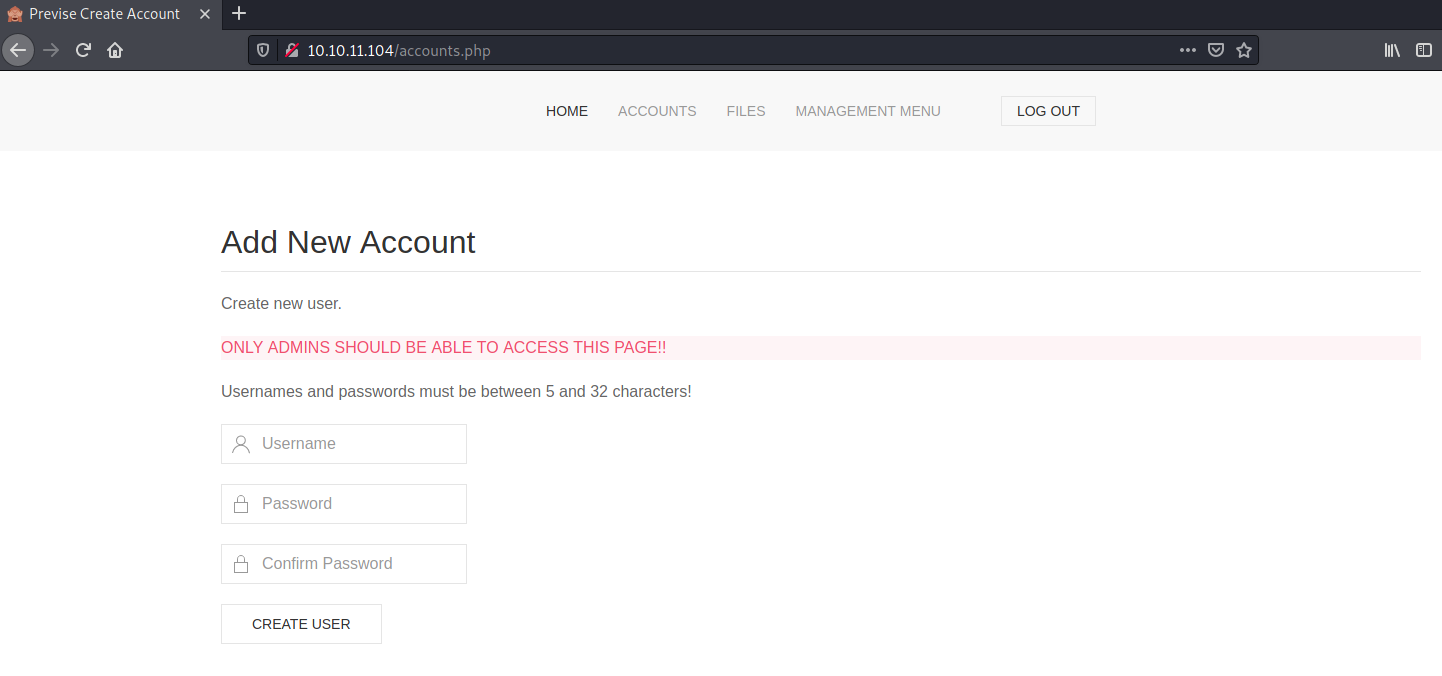 Previse Create Account
10.10.11.104/accounts.php
HOME ACCOUNTS FILES MANAGEMENT MENU LOG OUT
Add New Account
Create new user.
ONLY ADMINS SHOULD BE ABLE TO ACCESS THIS PAGE!!
Usernames and passwords must be between 5 and 32 characters!
Username
Password
Confirm Password
CREATE USER